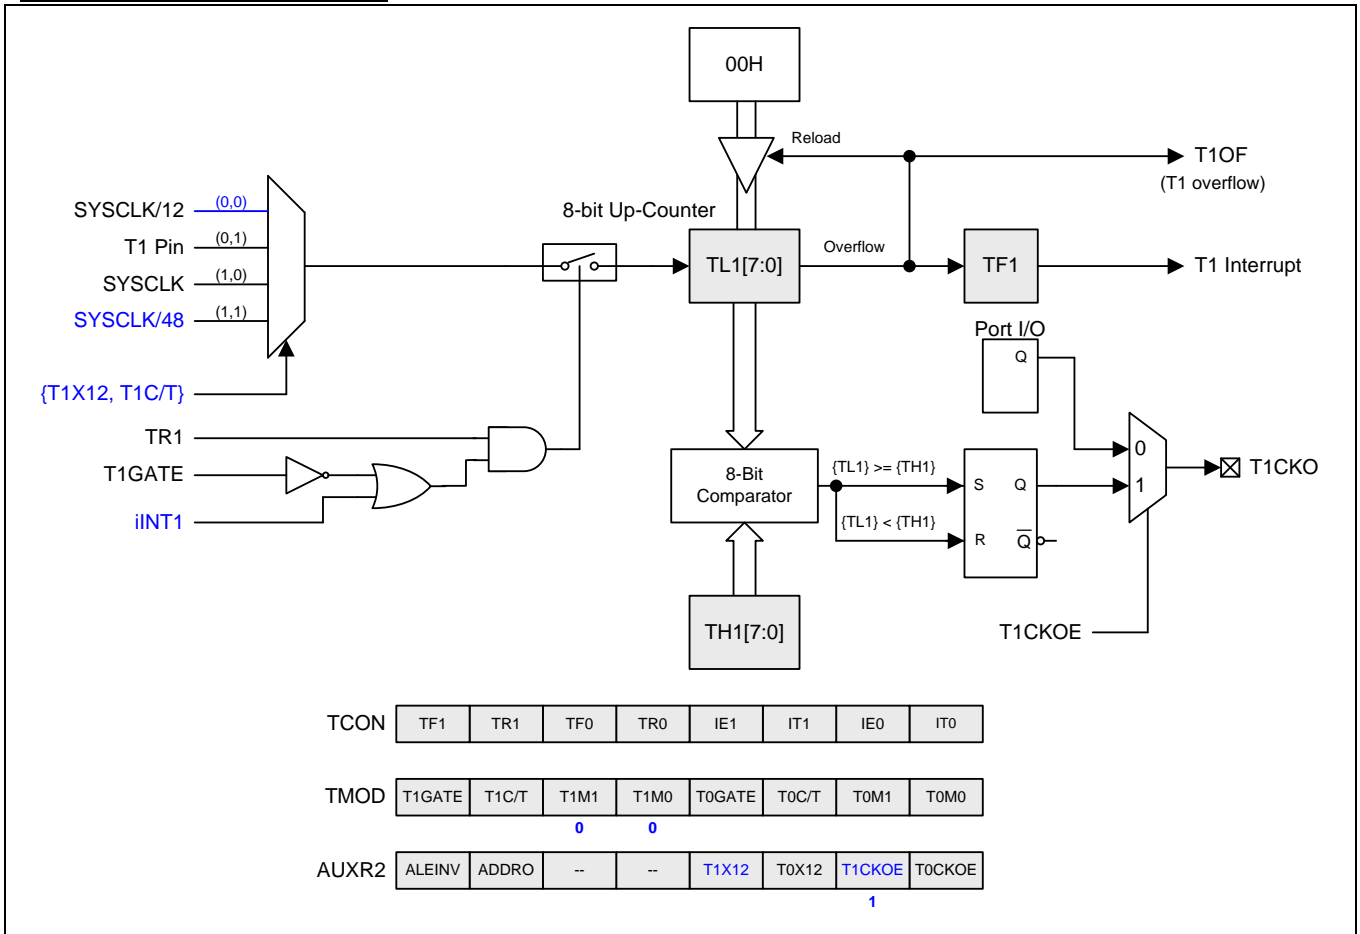 00H
Reload
T1OF
(T1 overflow)
SYSCLK/12
(0,0)
8-bit Up-Counter
T1 Pin
(0,1)
Overflow
TL1[7:0]
TF1
T1 Interrupt
SYSCLK
(1,0)
SYSCLK/48
(1,1)
Port I/O
Q
{T1X12, T1C/T}
TR1
T1GATE
iINT1
8-Bit
Comparator
{TL1} >= {TH1}
{TL1} < {TH1}
S
Q
R
Q
0
1
T1CKO
TH1[7:0]
T1CKOE
TCON TF1 TR1 TF0 TR0 IE1 IT1 IE0 IT0
TMOD T1GATE T1C/T T1M1 T1M0 T0GATE T0C/T T0M1 T0M0
0 0
AUXR2 ALEINV ADDRO -- -- T1X12 T0X12 T1CKOE T0CKOE
1